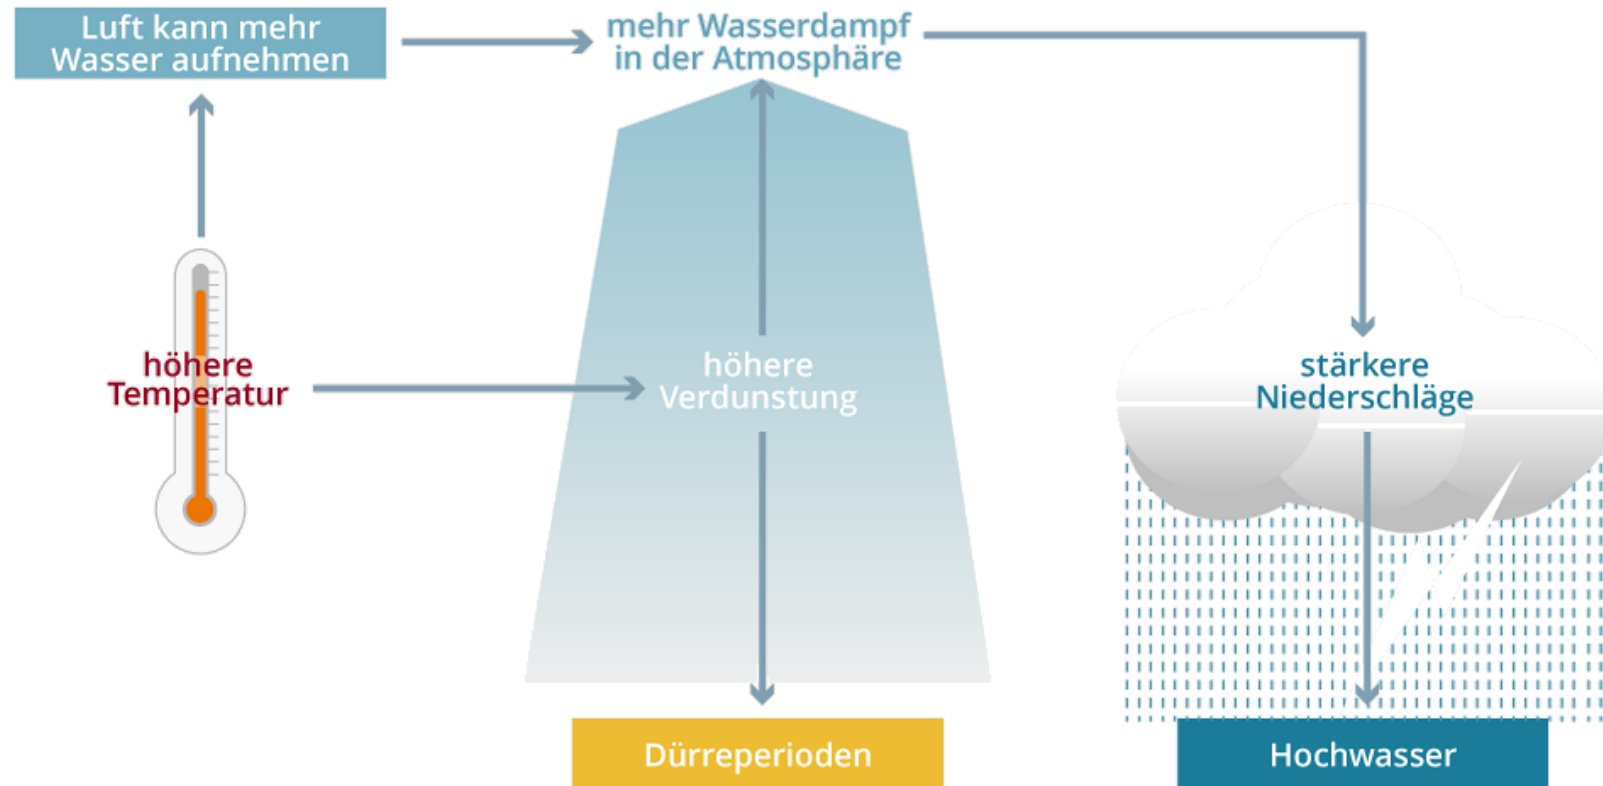 Luft kann mehr
Wasser aufnehmen
mehr Wasserdampf
in der Atmosphäre
höhere
Temperatur
höhere
Verdunstung
stärkere
Niederschläge
Dürreperioden
Hochwasser